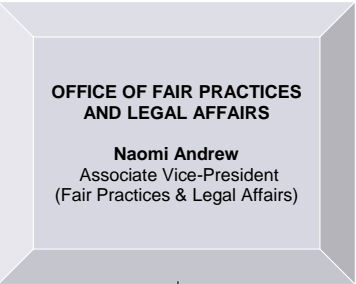 OFFICE OF FAIR PRACTICES
AND LEGAL AFFAIRS
Naomi Andrew
Associate Vice-President
(Fair Practices & Legal Affairs)